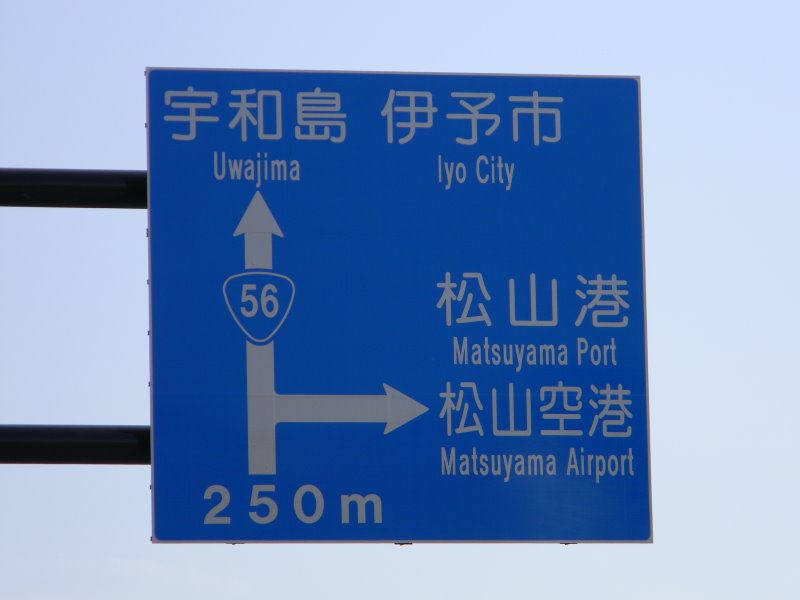 宇和島 伊予市
Uwajima Iyo City
56
松山港
Matsuyama Port
松山空港
Matsuyama Airport
250m